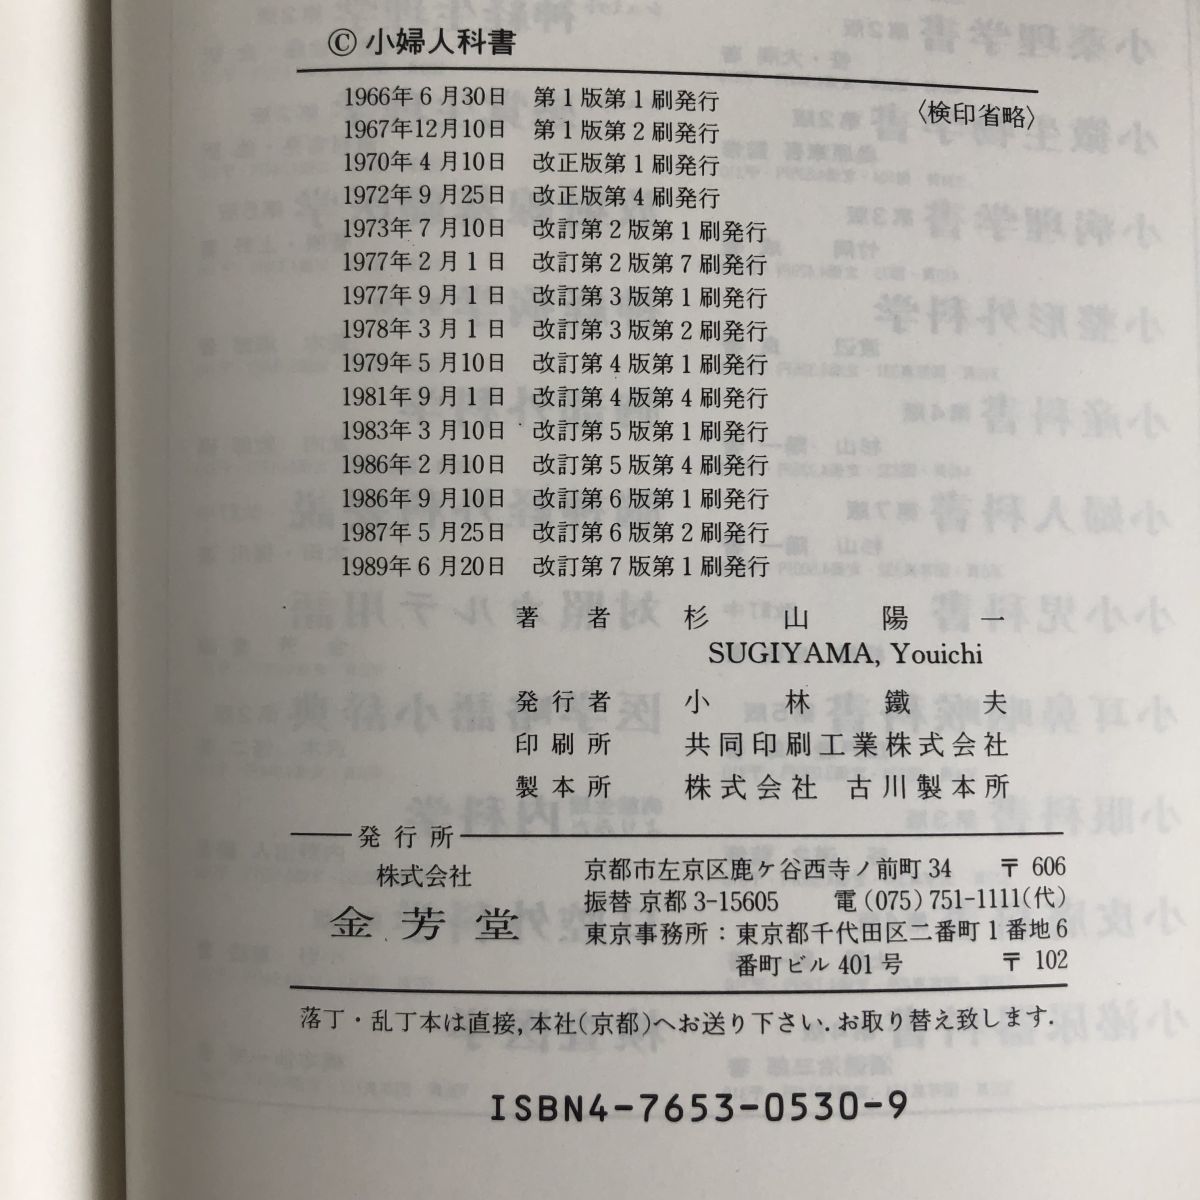 © 小婦人科書
〈検印省略〉
1966年6月30日 第1版第1刷発行
1967年12月10日 第1版第2刷発行
1970年4月10日 改正版第1刷発行
1972年9月25日 改正版第4刷発行
1973年7月10日 改訂第2版第1刷発行
1977年2月1日 改訂第2版第7刷発行
1977年9月1日 改訂第3版第1刷発行
1978年3月1日 改訂第3版第2刷発行
1979年5月10日 改訂第4版第1刷発行
1981年9月1日 改訂第4版第4刷発行
1983年3月10日 改訂第5版第1刷発行
1986年2月10日 改訂第5版第4刷発行
1986年9月10日 改訂第6版第1刷発行
1987年5月25日 改訂第6版第2刷発行
1989年6月20日 改訂第7版第1刷発行
著者 杉山陽一
SUGIYAMA, Youichi
発行者 小林鐵夫
印刷所 共同印刷工業株式会社
製本所 株式会社 古川製本所
発行所
株式会社
金芳堂
京都市左京区鹿ケ谷西寺ノ前町34 〒606
振替 京都3-15605 電(075)751-1111(代)
東京事務所：東京都千代田区二番町1番地6
番町ビル401号 〒102
落丁・乱丁本は直接,本社(京都)へお送り下さい.お取り替え致します.
ISBN4-7653-0530-9